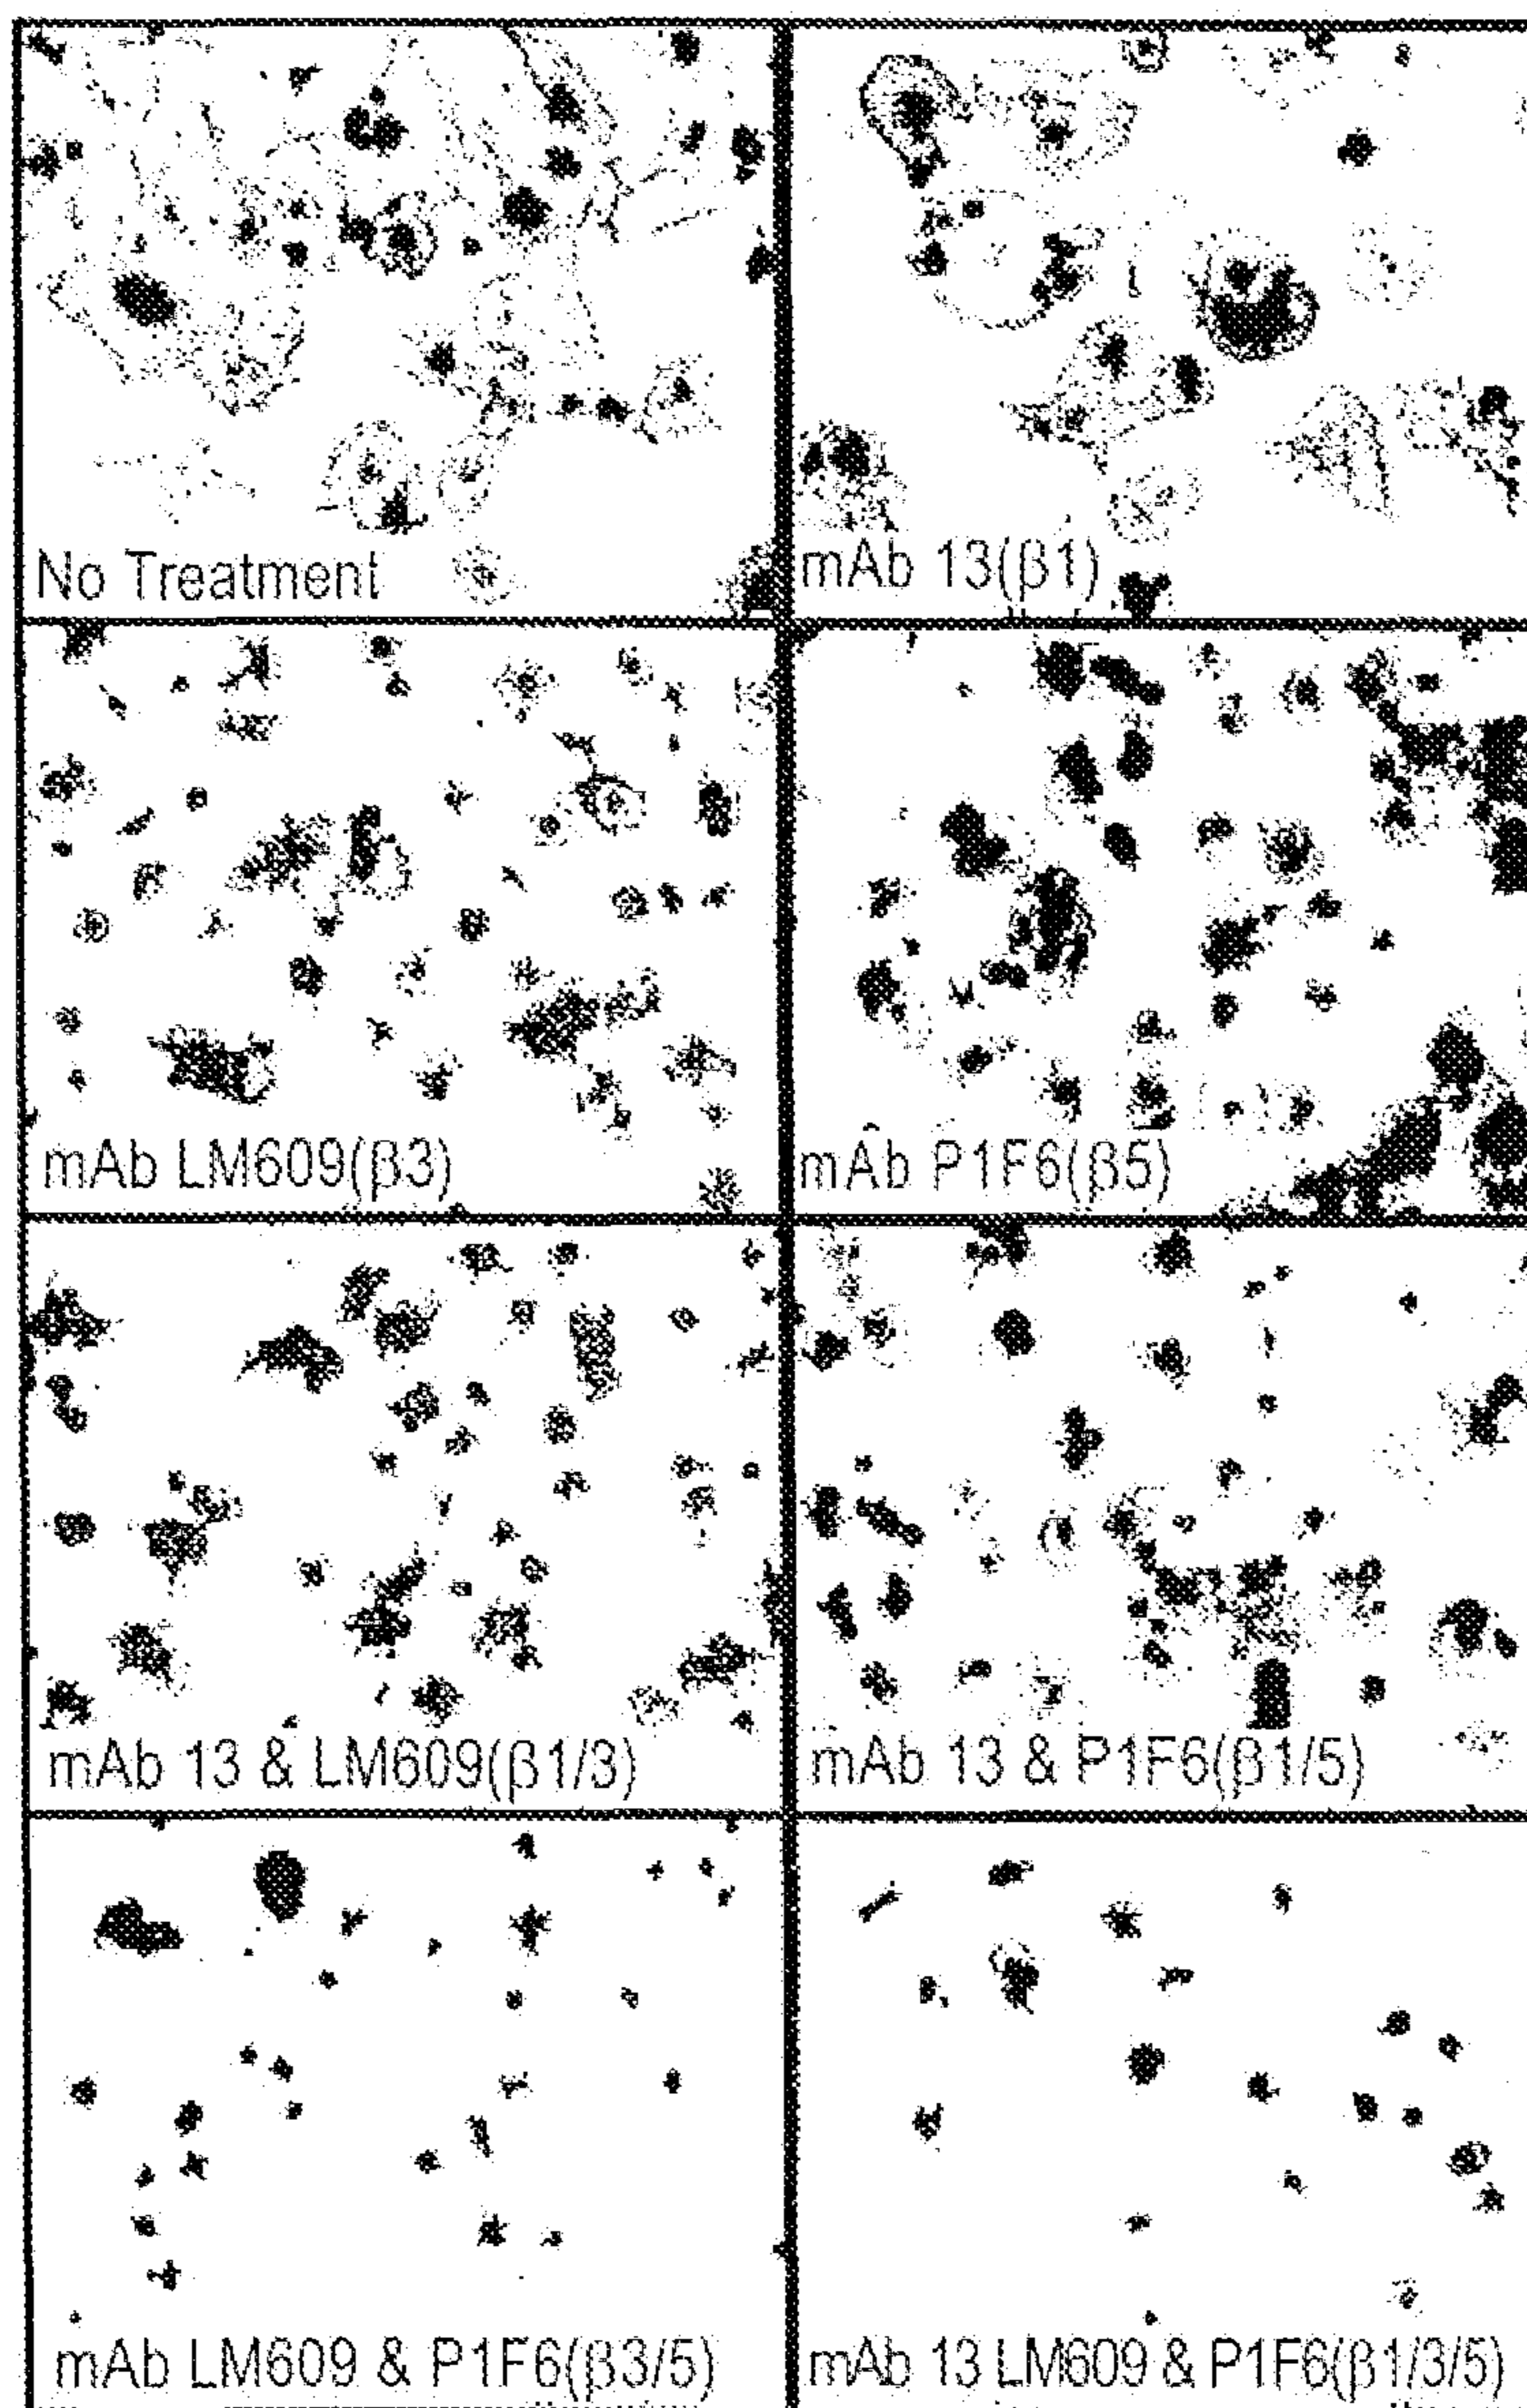 No Treatment
mAb 13(β1)
mAb LM609(β3)
mAb P1F6(β5)
mAb 13 & LM609(β1/3)
mAb 13 & P1F6(β1/5)
mAb LM609 & P1F6(β3/5)
mAb 13 LM609 & P1F6(β1/3/5)